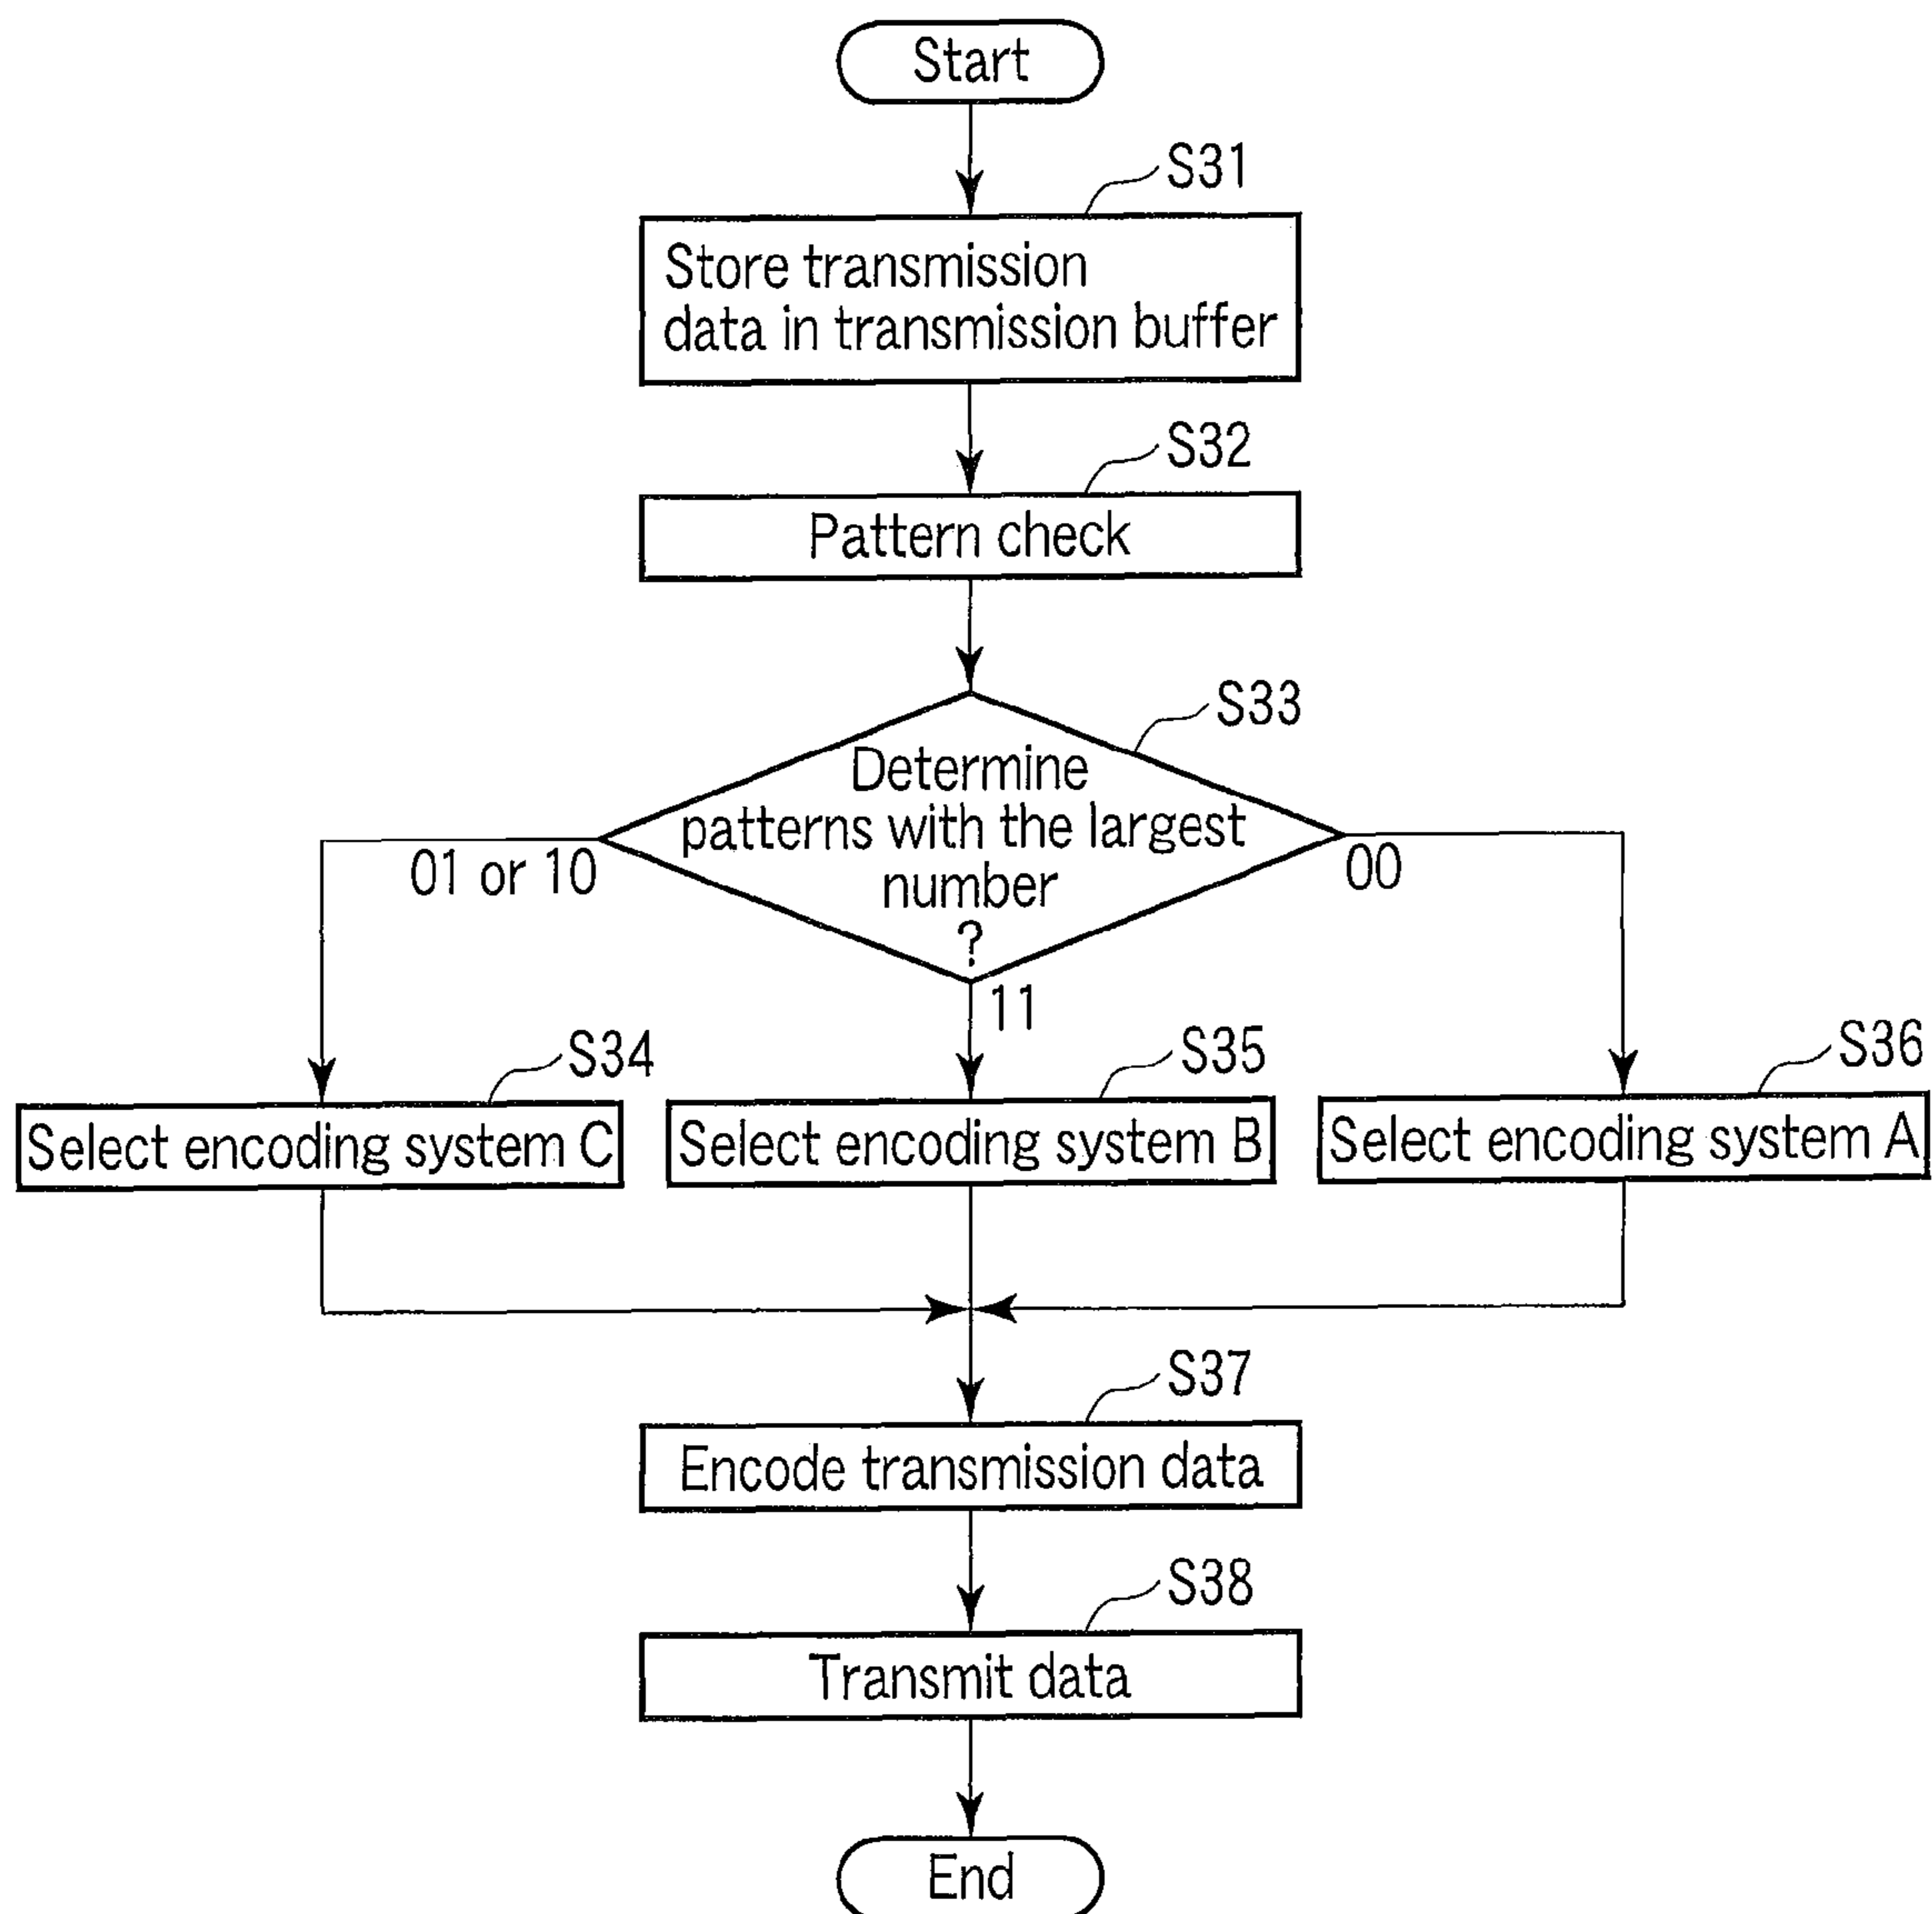 Start
S31
Store transmission
data in transmission buffer
S32
Pattern check
S33
Determine
patterns with the largest
number
?
01 or 10
00
11
S34
S35
S36
Select encoding system C
Select encoding system B
Select encoding system A
S37
Encode transmission data
S38
Transmit data
End